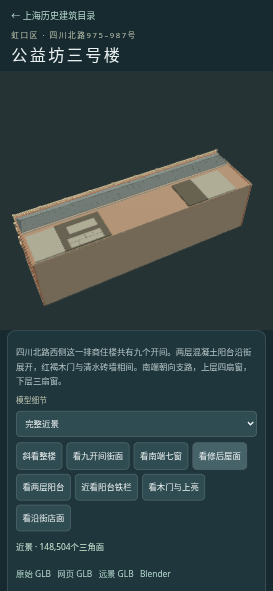 ← 上海历史建筑目录
虹口区 · 四川北路975–987号
公益坊三号楼
四川北路西侧这一排商住楼共有九个开间。两层混凝土阳台沿街
展开，红褐木门与清水砖墙相间。南端朝向支路，上层四扇窗，
下层三扇窗。
模型细节
完整近景
斜看整楼 看九开间街面 看南端七窗 看修后屋面
看两层阳台 近看阳台铁栏 看木门与上亮
看沿街店面
近景 · 148,504个三角面
原始 GLB 网页 GLB 远景 GLB Blender